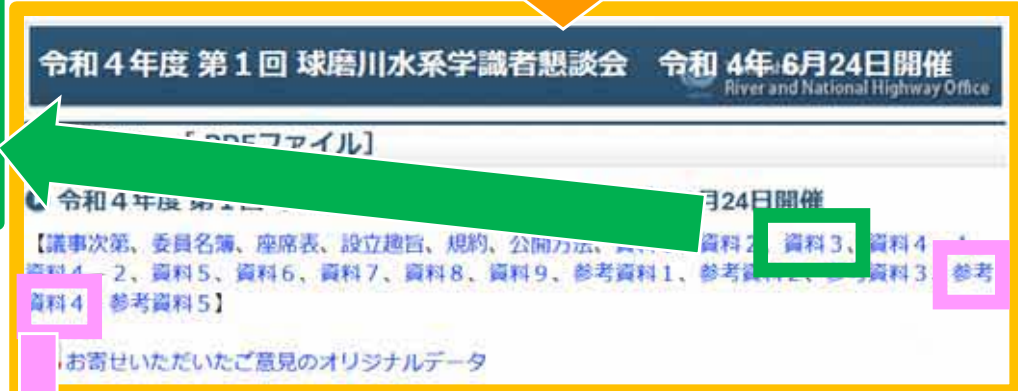 令和４年度 第１回 球磨川水系学識者懇談会　令和 4年 6月24日開催
River and National Highway Office
PDFファイル］
令和４年度 第１回 月24日開催
【議事次第、委員名簿、座席表、設立趣旨、規約、公開方法、資料２、資料３、資料４－１
資料４－２、資料５、資料６、資料７、資料８、資料９、参考資料１、参考資料２、参考資料３、参考
資料４、参考資料５】
お寄せいただいたご意見のオリジナルデータ